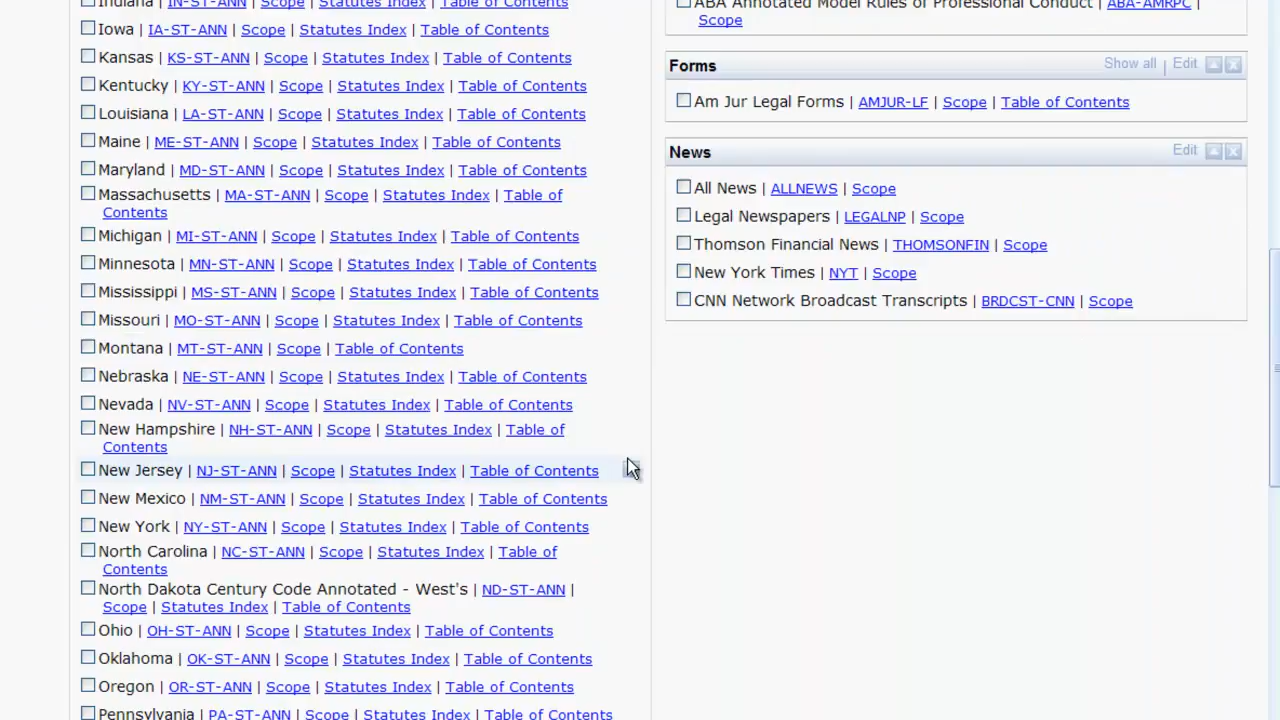 Indiana | IN-ST-ANN | Scope | Statutes Index | Table of Contents
Iowa | IA-ST-ANN | Scope | Statutes Index | Table of Contents
Kansas | KS-ST-ANN | Scope | Statutes Index | Table of Contents
Kentucky | KY-ST-ANN | Scope | Statutes Index | Table of Contents
Louisiana | LA-ST-ANN | Scope | Statutes Index | Table of Contents
Maine | ME-ST-ANN | Scope | Statutes Index | Table of Contents
Maryland | MD-ST-ANN | Scope | Statutes Index | Table of Contents
Massachusetts | MA-ST-ANN | Scope | Statutes Index | Table of
Contents
Michigan | MI-ST-ANN | Scope | Statutes Index | Table of Contents
Minnesota | MN-ST-ANN | Scope | Statutes Index | Table of Contents
Mississippi | MS-ST-ANN | Scope | Statutes Index | Table of Contents
Missouri | MO-ST-ANN | Scope | Statutes Index | Table of Contents
Montana | MT-ST-ANN | Scope | Table of Contents
Nebraska | NE-ST-ANN | Scope | Statutes Index | Table of Contents
Nevada | NV-ST-ANN | Scope | Statutes Index | Table of Contents
New Hampshire | NH-ST-ANN | Scope | Statutes Index | Table of
Contents
New Jersey | NJ-ST-ANN | Scope | Statutes Index | Table of Contents
New Mexico | NM-ST-ANN | Scope | Statutes Index | Table of Contents
New York | NY-ST-ANN | Scope | Statutes Index | Table of Contents
North Carolina | NC-ST-ANN | Scope | Statutes Index | Table of
Contents
North Dakota Century Code Annotated - West's | ND-ST-ANN |
Scope | Statutes Index | Table of Contents
Ohio | OH-ST-ANN | Scope | Statutes Index | Table of Contents
Oklahoma | OK-ST-ANN | Scope | Statutes Index | Table of Contents
Oregon | OR-ST-ANN | Scope | Statutes Index | Table of Contents
Pennsylvania | PA-ST-ANN | Scope | Statutes Index | Table of Contents
ABA Annotated Model Rules of Professional Conduct | ABA-AMRPC |
Scope
Forms Show all | Edit
Am Jur Legal Forms | AMJUR-LF | Scope | Table of Contents
News Edit
All News | ALLNEWS | Scope
Legal Newspapers | LEGALNP | Scope
Thomson Financial News | THOMSONFIN | Scope
New York Times | NYT | Scope
CNN Network Broadcast Transcripts | BRDCST-CNN | Scope